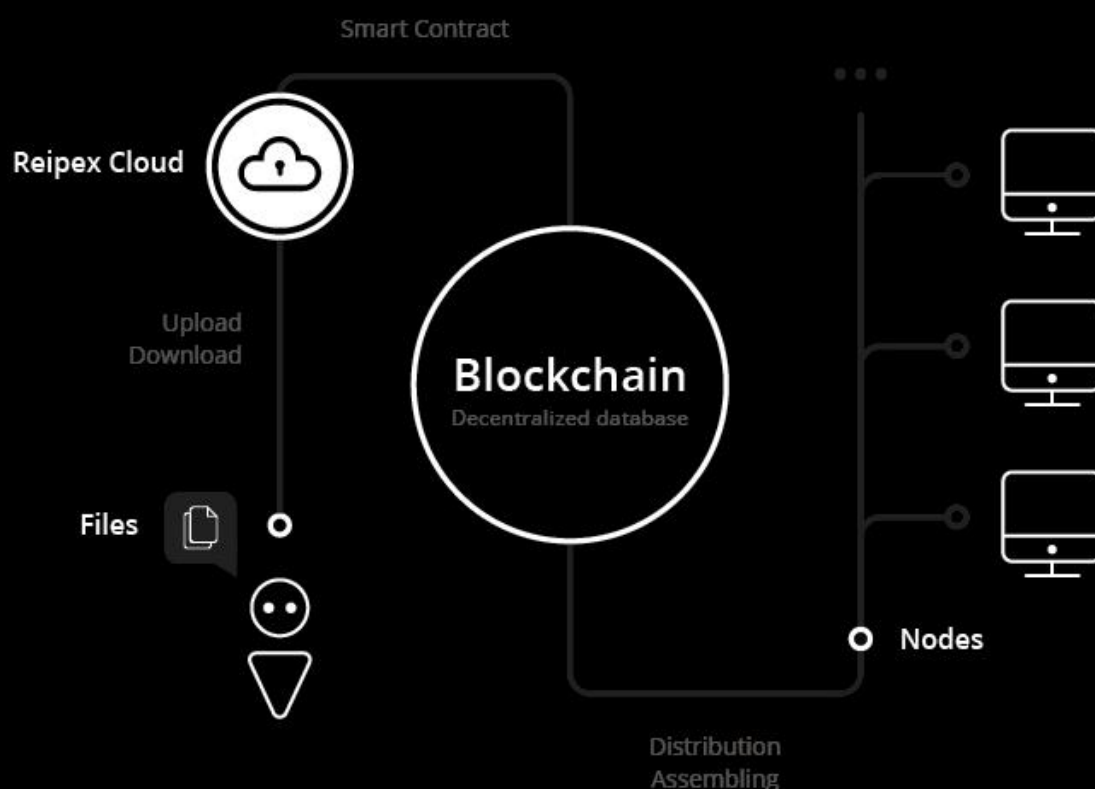 Smart Contract
Reipex Cloud
Upload
Download
Blockchain
Decentralized database
Files
Nodes
Distribution
Assembling